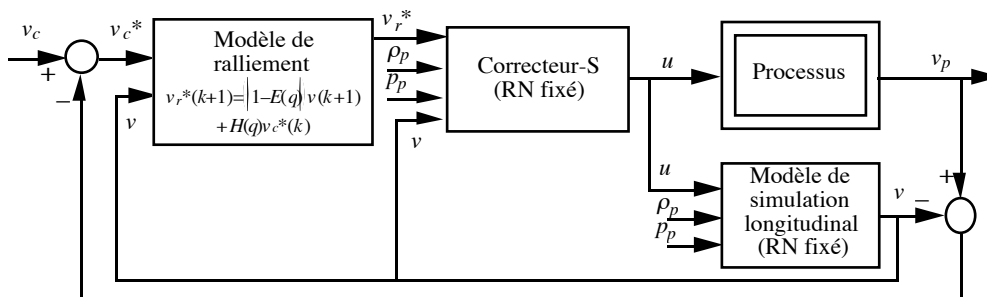 v_c
v_c*
+
−
v
Modèle de
ralliement
v_r*(k+1)=(1−E(q))v(k+1)
+H(q)v_c*(k)
v_r*
ρ_p
p_p
v
Correcteur-S
(RN fixé)
u
Processus
v_p
u
ρ_p
p_p
Modèle de
simulation
longitudinal
(RN fixé)
v
−
+